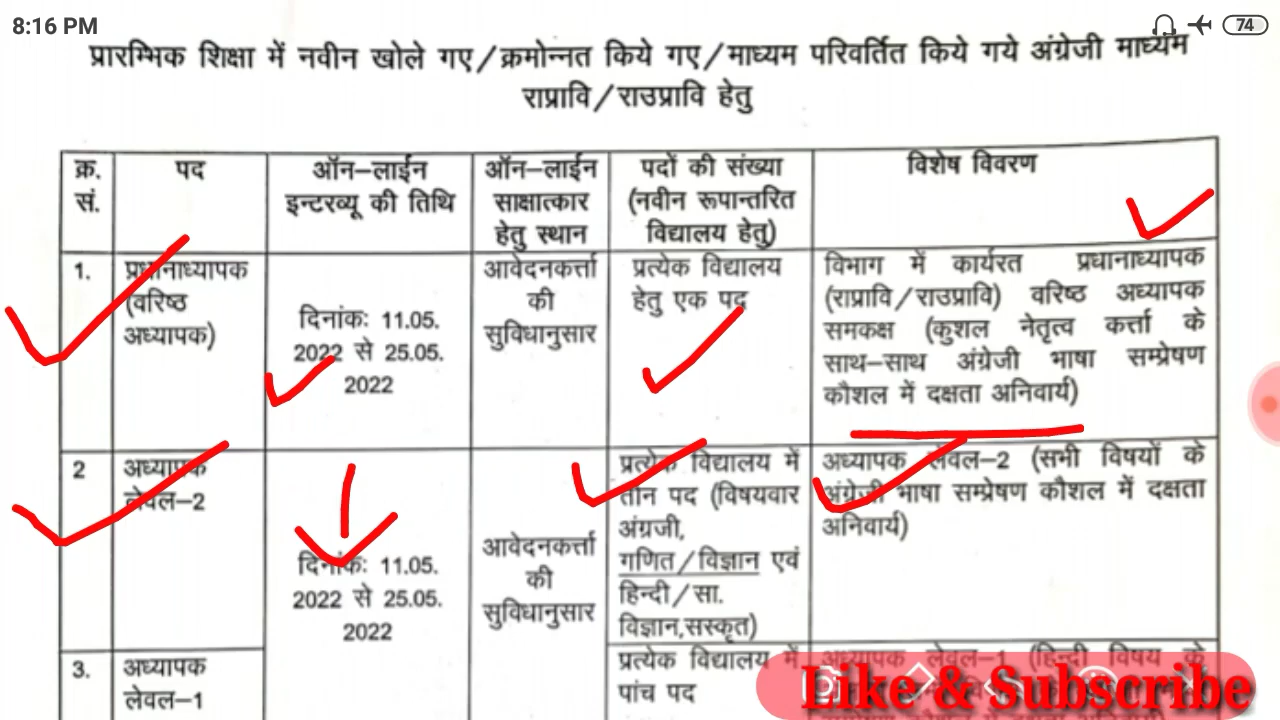 8:16 PM
74
प्रारम्भिक शिक्षा में नवीन खोले गए/क्रमोन्नत किये गए/माध्यम परिवर्तित किये गये अंग्रेजी माध्यम
राप्रावि/राउप्रावि हेतु
क्र.
सं.
पद
ऑन–लाईन
इन्टरव्यू की तिथि
ऑन–लाईन
साक्षात्कार
हेतु स्थान
पदों की संख्या
(नवीन रूपान्तरित
विद्यालय हेतु)
विशेष विवरण
1.
प्रधानाध्यापक
(वरिष्ठ
अध्यापक)
दिनांकः 11.05.
2022 से 25.05.
2022
आवेदनकर्त्ता
की
सुविधानुसार
प्रत्येक विद्यालय
हेतु एक पद
विभाग में कार्यरत प्रधानाध्यापक
(राप्रावि/राउप्रावि) वरिष्ठ अध्यापक
समकक्ष (कुशल नेतृत्व कर्त्ता के
साथ–साथ अंग्रेजी भाषा सम्प्रेषण
कौशल में दक्षता अनिवार्य)
2
अध्यापक
लेवल–2
दिनांकः 11.05.
2022 से 25.05.
2022
आवेदनकर्त्ता
की
सुविधानुसार
प्रत्येक विद्यालय में
तीन पद (विषयवार
अंग्रजी,
गणित/विज्ञान एवं
हिन्दी/सा.
विज्ञान,सस्कृत)
अध्यापक लेवल–2 (सभी विषयों के
अंग्रेजी भाषा सम्प्रेषण कौशल में दक्षता
अनिवार्य)
3.
अध्यापक
लेवल–1
प्रत्येक विद्यालय में
पांच पद
अध्यापक लेवल–1 (हिन्दी विषय के
Like & Subscribe